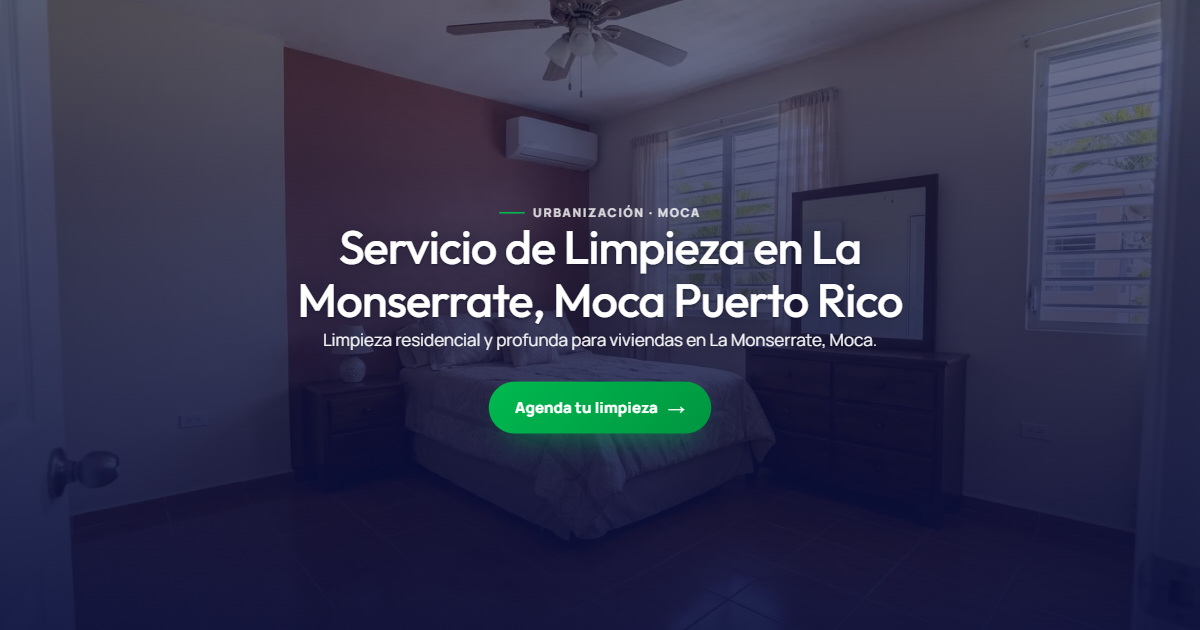 URBANIZACIÓN · MOCA
Servicio de Limpieza en La
Monserrate, Moca Puerto Rico
Limpieza residencial y profunda para viviendas en La Monserrate, Moca.
Agenda tu limpieza →